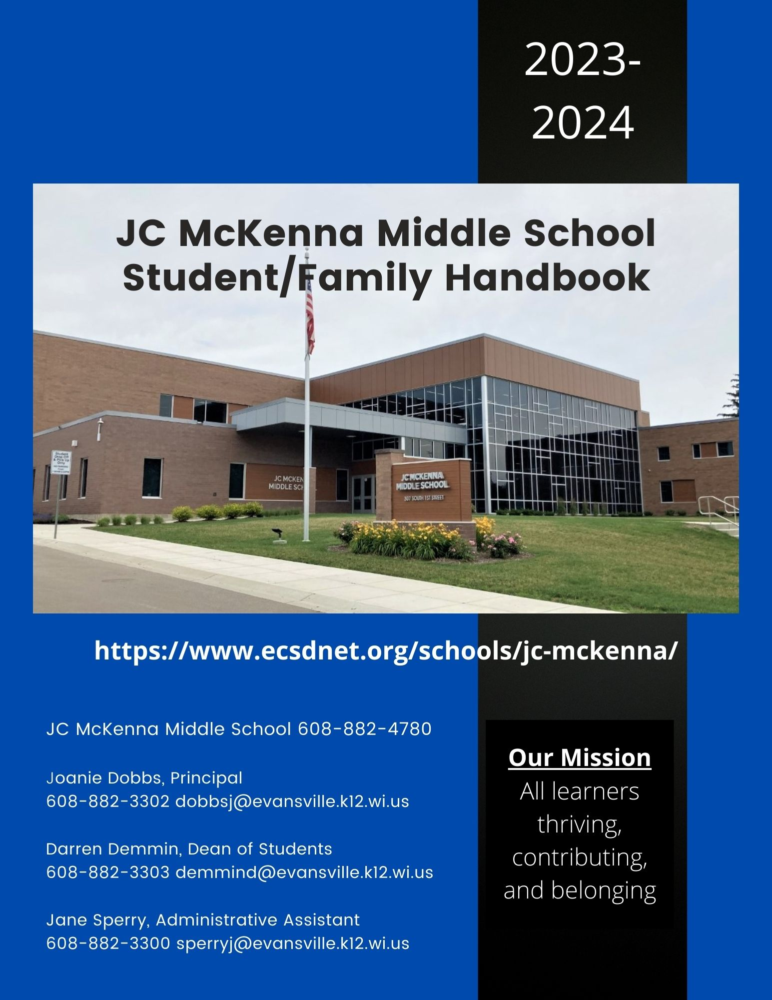 2023-
2024
JC McKenna Middle School
Student/Family Handbook
Student
Drop Off
& Pick Up
Only
NO PARKING
JC MCKEN
MIDDLE SCH
JC MCKENNA
MIDDLE SCHOOL
307 SOUTH 1ST STREET
https://www.ecsdnet.org/schools/jc-mckenna/
JC McKenna Middle School 608-882-4780
Joanie Dobbs, Principal
608-882-3302 dobbsj@evansville.k12.wi.us
Darren Demmin, Dean of Students
608-882-3303 demmind@evansville.k12.wi.us
Jane Sperry, Administrative Assistant
608-882-3300 sperryj@evansville.k12.wi.us
Our Mission
All learners
thriving,
contributing,
and belonging